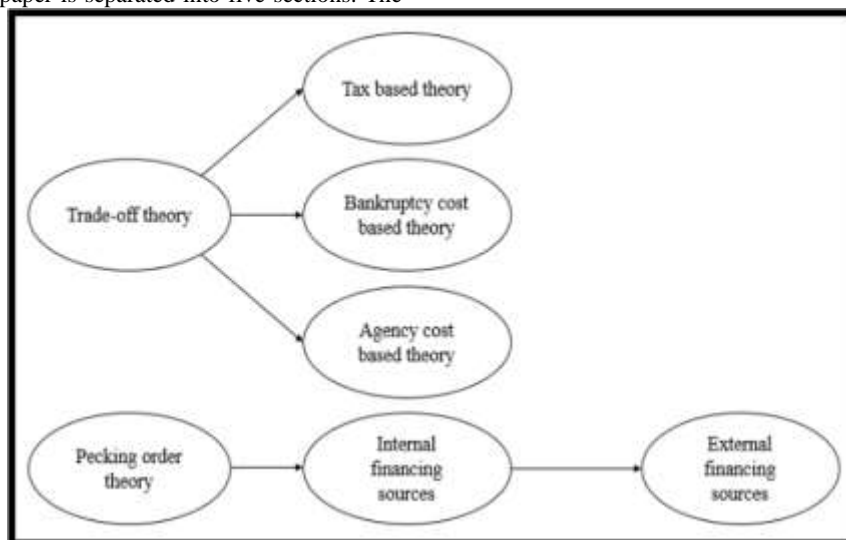 paper is separated into five sections. The
Tax based theory
Trade-off theory
Bankruptcy cost
based theory
Agency cost
based theory
Pecking order
theory
Internal
financing
sources
External
financing
sources